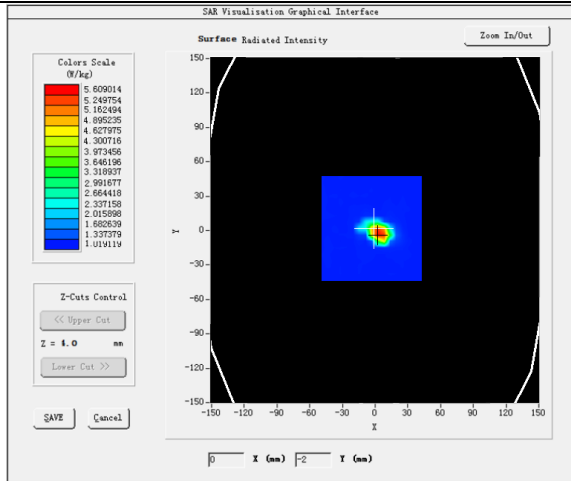 SAR Visualisation Graphical Interface
Surface Radiated Intensity
Zoom In/Out
Colors Scale
(W/kg)
5.609014
5.249754
5.162494
4.895235
4.627975
4.300716
3.973456
3.646196
3.318937
2.991677
2.664418
2.337158
2.015898
1.682639
1.337379
1.019119
Z-Cuts Control
<< Upper Cut
Z = 4.0 mm
Lower Cut >>
SAVE Cancel
150
120
90
60
30
0
-30
-60
-90
-120
-150
Y
-150 -120 -90 -60 -30 0 30 60 90 120 150
X
0 X (mm) -2 Y (mm)